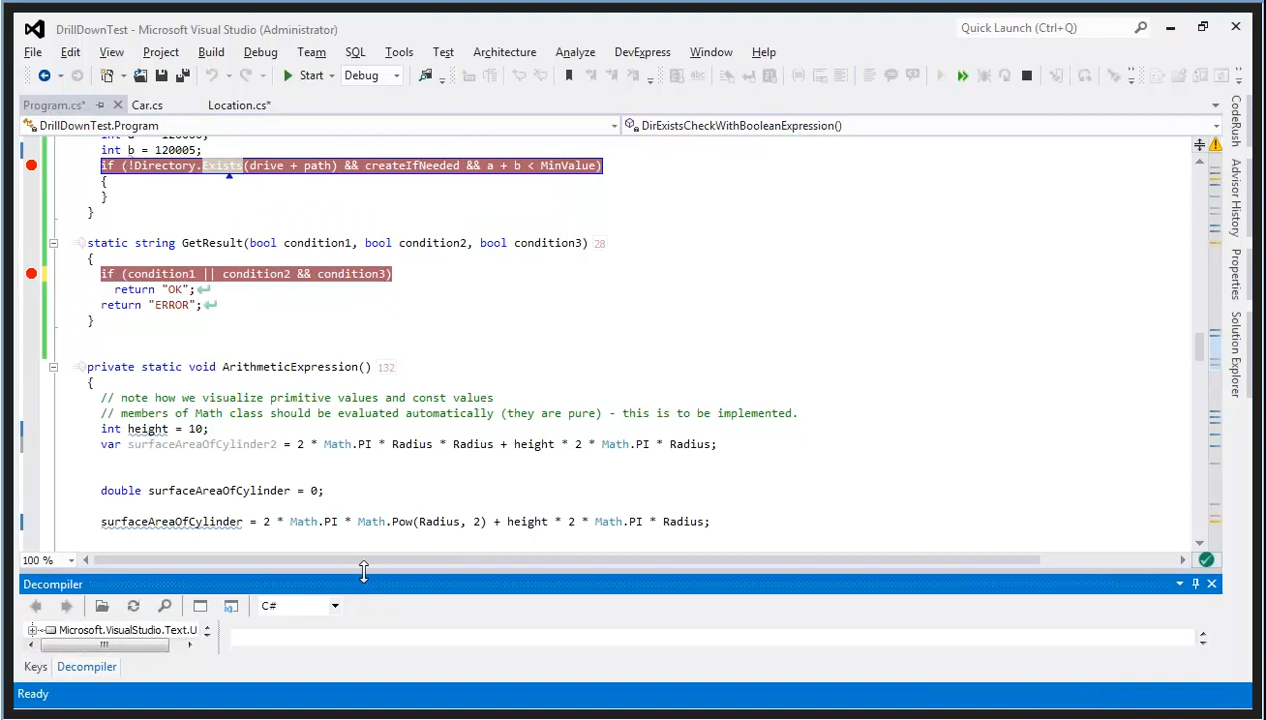 DrillDownTest - Microsoft Visual Studio (Administrator)
Quick Launch (Ctrl+Q)
File Edit View Project Build Debug Team SQL Tools Test Architecture Analyze DevExpress Window Help
Start Debug
Program.cs* Car.cs Location.cs*
DrillDownTest.Program DirExistsCheckWithBooleanExpression()
int b = 120005;
if (!Directory.Exists(drive + path) && createIfNeeded && a + b < MinValue)
{
}
}
static string GetResult(bool condition1, bool condition2, bool condition3) 28
{
if (condition1 || condition2 && condition3)
return "OK";
return "ERROR";
}
private static void ArithmeticExpression() 132
{
// note how we visualize primitive values and const values
// members of Math class should be evaluated automatically (they are pure) - this is to be implemented.
int height = 10;
var surfaceAreaOfCylinder2 = 2 * Math.PI * Radius * Radius + height * 2 * Math.PI * Radius;
double surfaceAreaOfCylinder = 0;
surfaceAreaOfCylinder = 2 * Math.PI * Math.Pow(Radius, 2) + height * 2 * Math.PI * Radius;
100 %
CodeRush
Advisor History
Properties
Solution Explorer
Decompiler
C#
Microsoft.VisualStudio.Text.U
Keys Decompiler
Ready